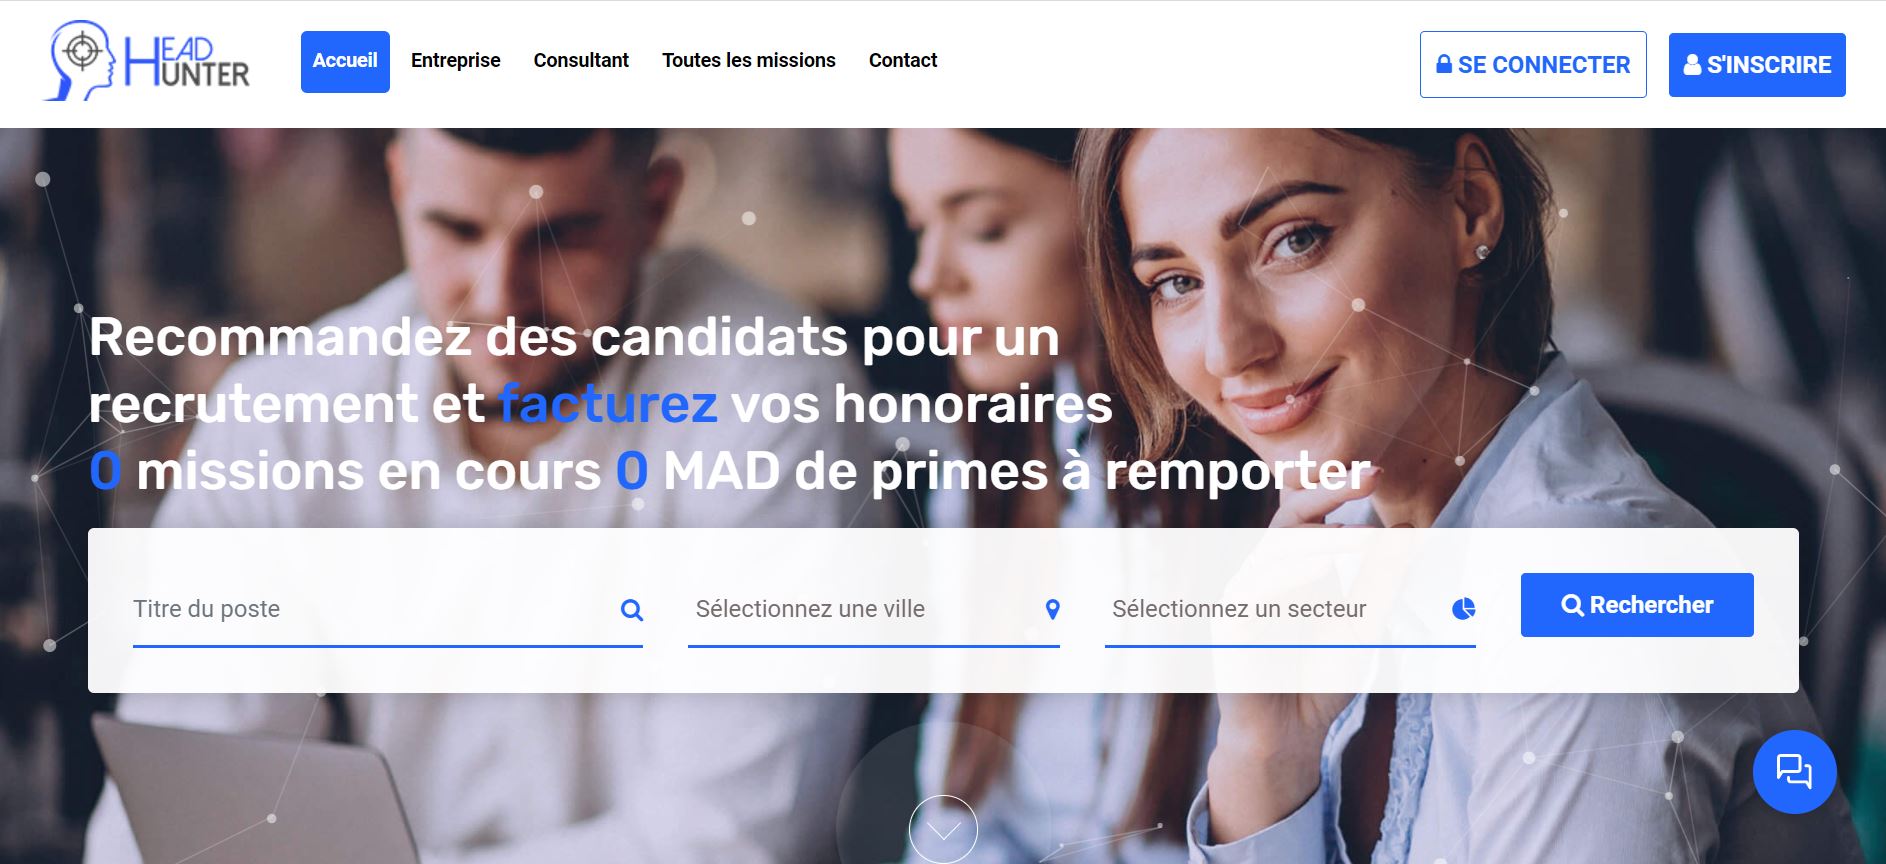 HEAD
HUNTER
Accueil
Entreprise
Consultant
Toutes les missions
Contact
SE CONNECTER
S'INSCRIRE
Recommandez des candidats pour un
recrutement et facturez vos honoraires
0 missions en cours 0 MAD de primes à remporter
Titre du poste
Sélectionnez une ville
Sélectionnez un secteur
Rechercher